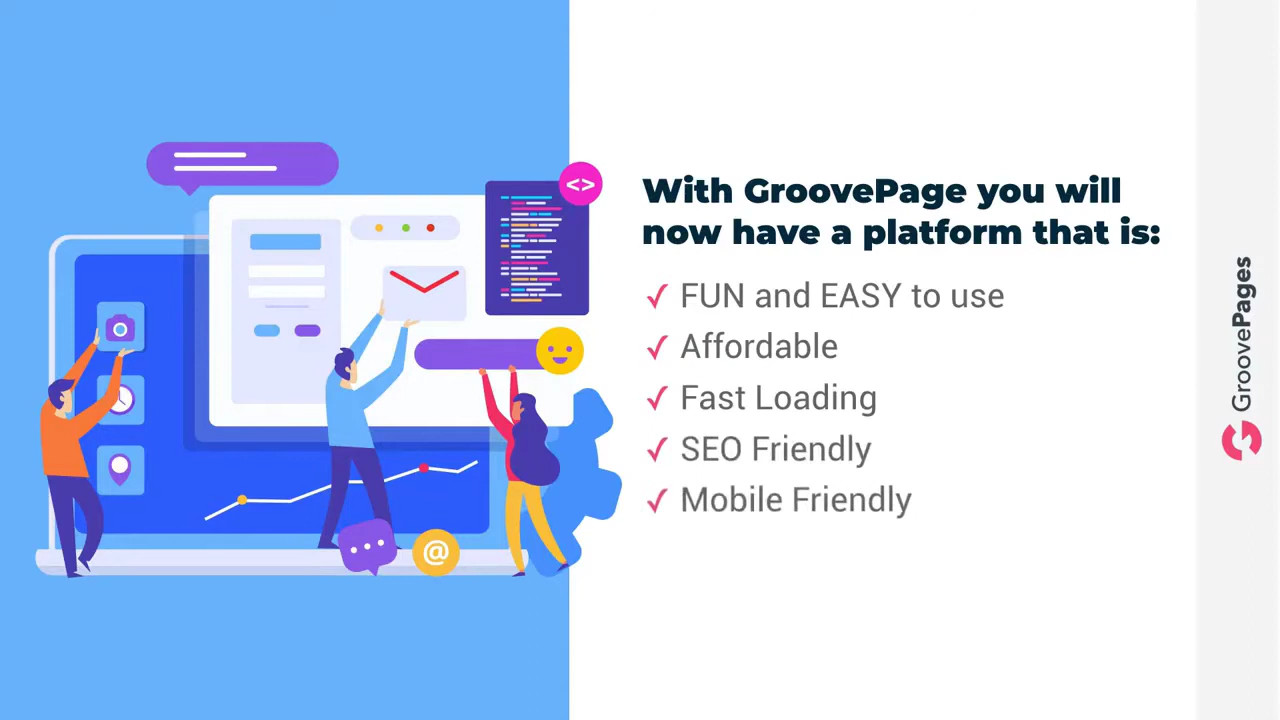 With GroovePage you will
now have a platform that is:
✓ FUN and EASY to use
✓ Affordable
✓ Fast Loading
✓ SEO Friendly
✓ Mobile Friendly
GroovePages
<>
@